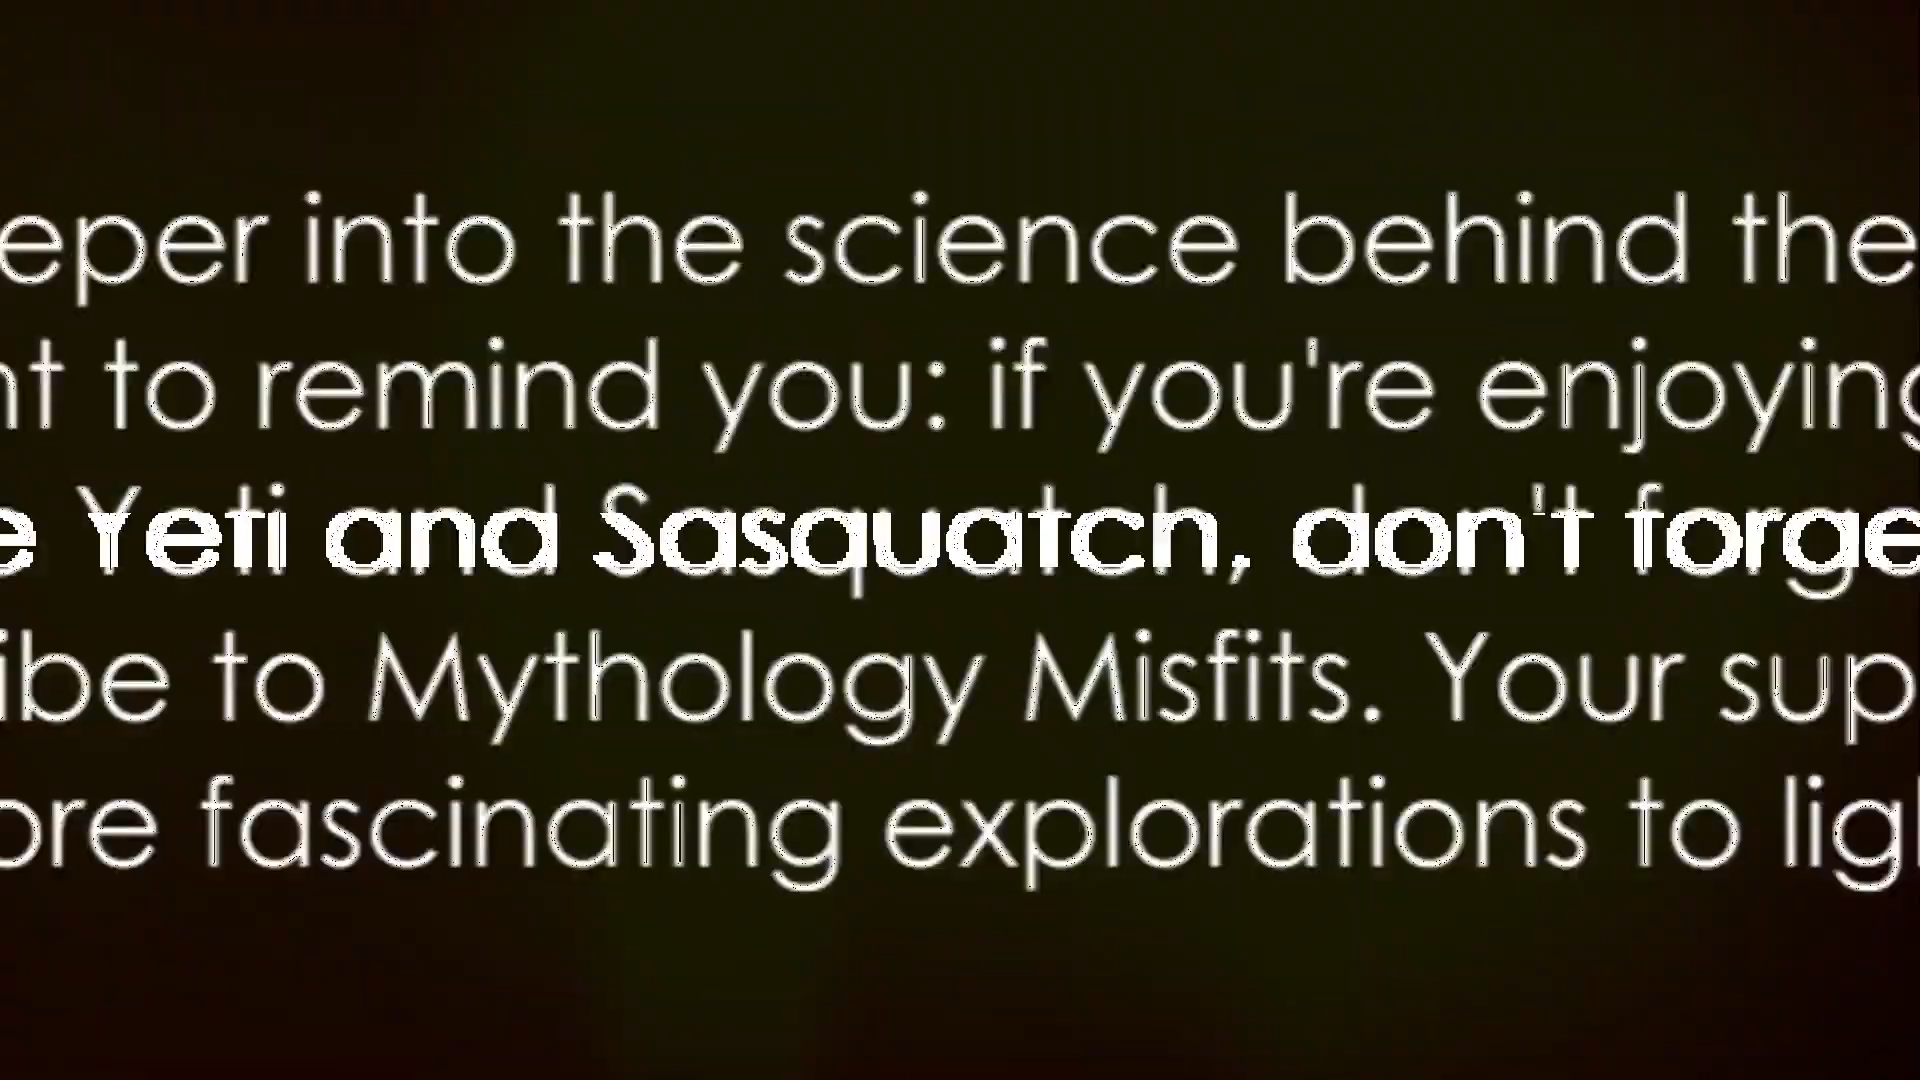 eper into the science behind the
nt to remind you: if you're enjoying
e Yeti and Sasquatch, don't forge
ibe to Mythology Misfits. Your sup
ore fascinating explorations to lig